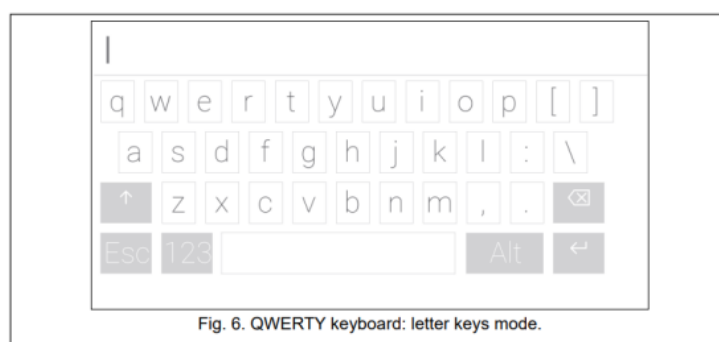 q w e r t y u i o p [ ]
a s d f g h j k l : \
↑ z x c v b n m , . ⌫
Esc 123 Alt ↵
Fig. 6. QWERTY keyboard: letter keys mode.